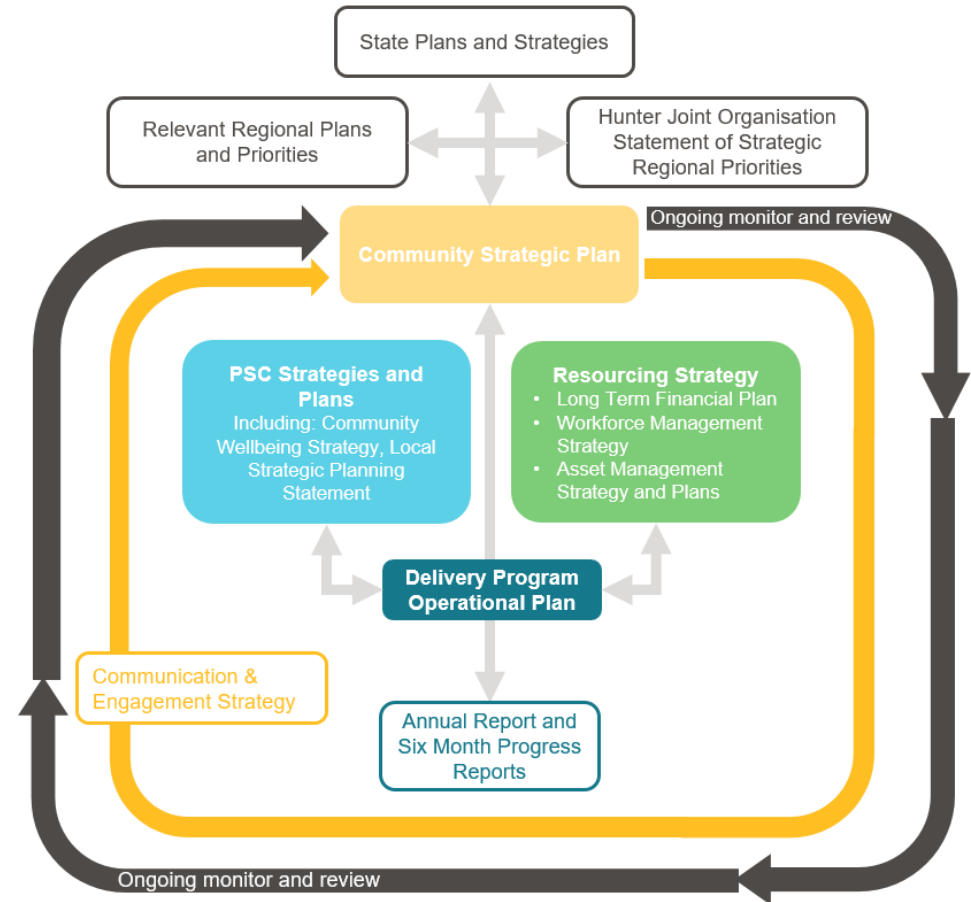 State Plans and Strategies
Relevant Regional Plans
and Priorities
Hunter Joint Organisation
Statement of Strategic
Regional Priorities
Community Strategic Plan
Ongoing monitor and review
PSC Strategies and
Plans
Including: Community
Wellbeing Strategy, Local
Strategic Planning
Statement
Resourcing Strategy
• Long Term Financial Plan
• Workforce Management
Strategy
• Asset Management
Strategy and Plans
Delivery Program
Operational Plan
Communication &
Engagement Strategy
Annual Report and
Six Month Progress
Reports
Ongoing monitor and review